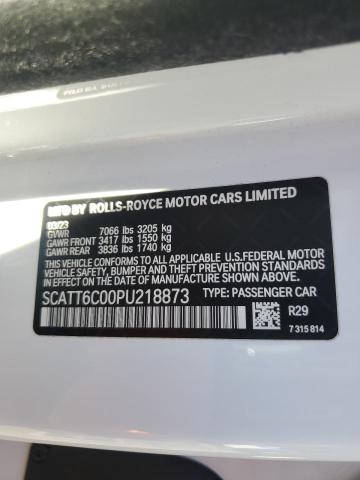 MFD BY ROLLS-ROYCE MOTOR CARS LIMITED
03/23
GVWR 7066 lbs 3205 kg
GAWR FRONT 3417 lbs 1550 kg
GAWR REAR 3836 lbs 1740 kg
THIS VEHICLE CONFORMS TO ALL APPLICABLE U.S.FEDERAL MOTOR
VEHICLE SAFETY, BUMPER, AND THEFT PREVENTION STANDARDS
IN EFFECT ON THE DATE OF MANUFACTURE SHOWN ABOVE.
SCATT6C00PU218873 TYPE: PASSENGER CAR
R29
7 315 814